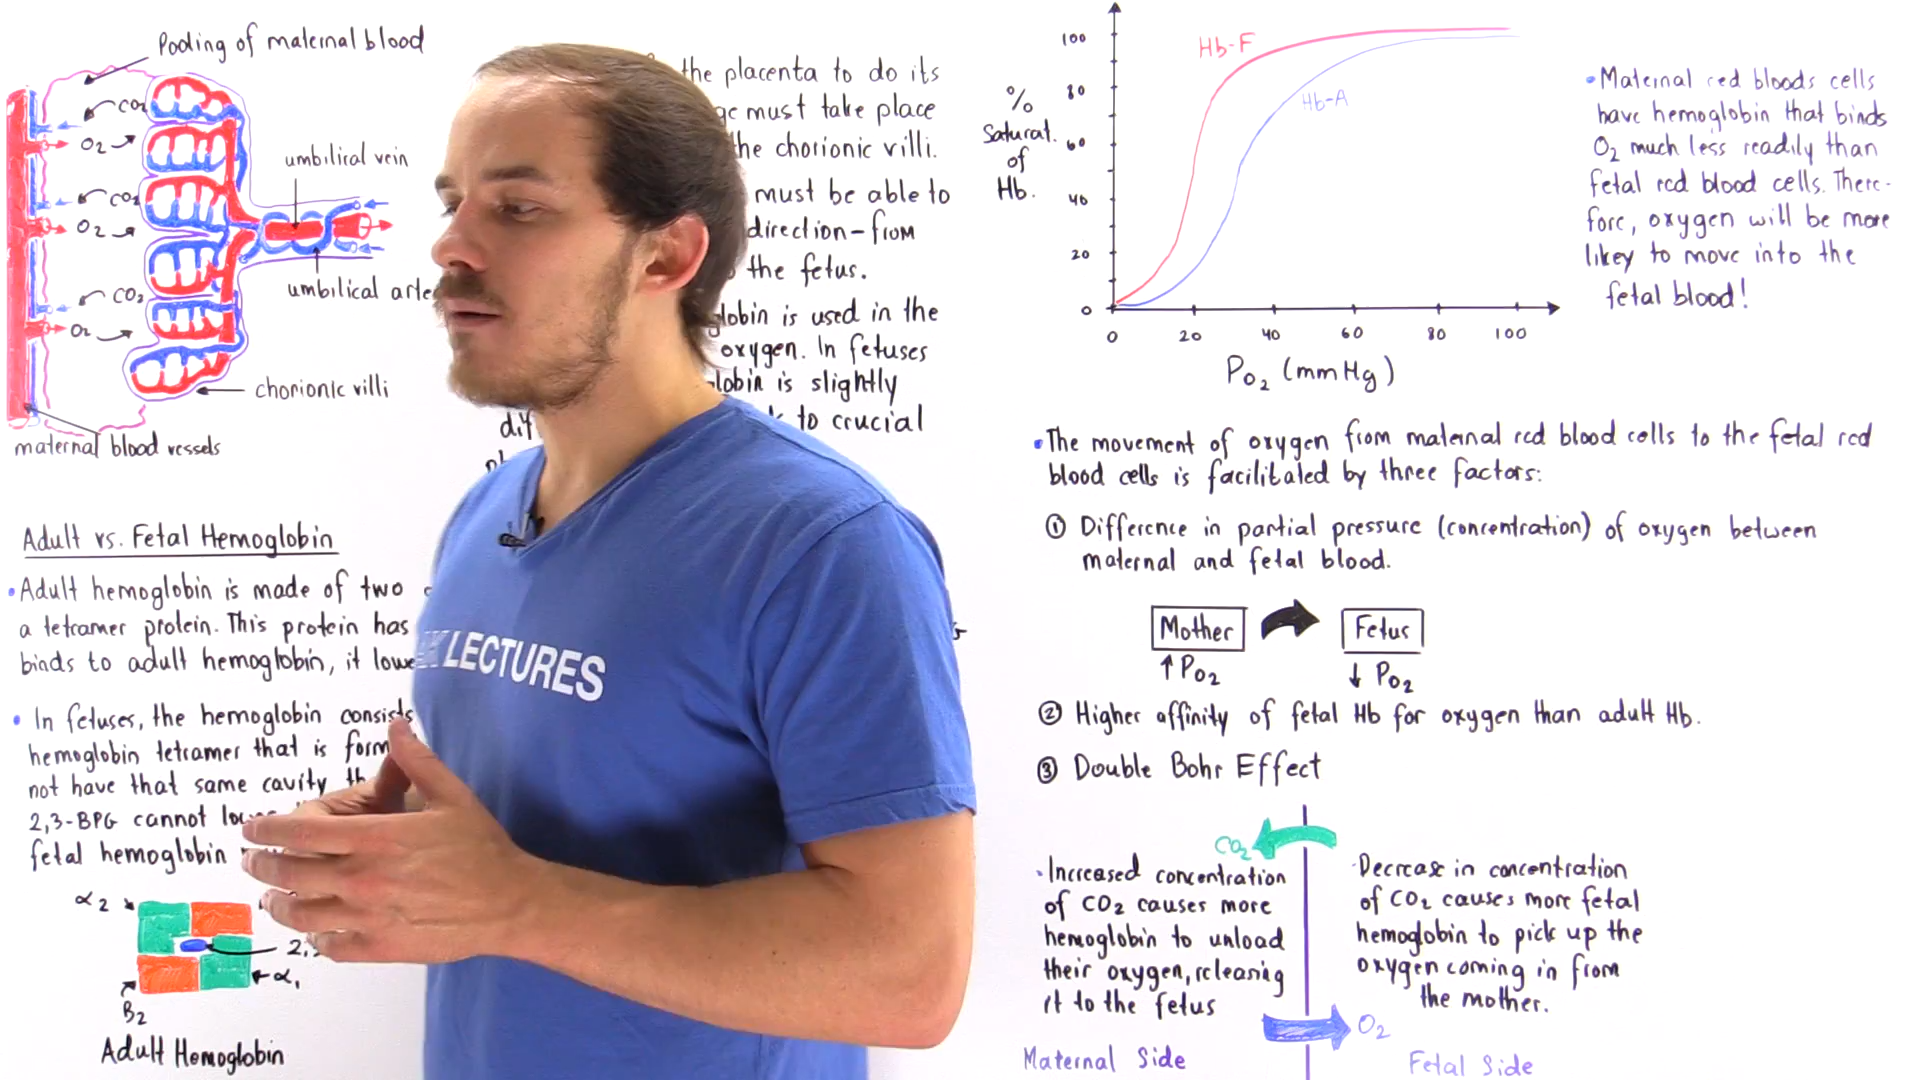 Pooling of maternal blood
CO2
O2
CO2
O2
CO2
O2
umbilical vein
umbilical arte
chorionic villi
maternal blood vessels
the placenta to do its
must take place
the chorionic villi.
must be able to
direction – from
the fetus.
globin is used in the
oxygen. In fetuses
globin is slightly
to crucial
Adult vs. Fetal Hemoglobin
• Adult hemoglobin is made of two
a tetramer protein. This protein has
binds to adult hemoglobin, it lowe
• In fetuses, the hemoglobin consists
hemoglobin tetramer that is form
not have that same cavity
2,3-BPG cannot
fetal hemoglobin
α2
2,
α1
B2
Adult Hemoglobin
LECTURES
% Saturat. of Hb.
100
80
60
40
20
0
Hb-F
Hb-A
0 20 40 60 80 100
PO2 (mmHg)
• Maternal red bloods cells
have hemoglobin that binds
O2 much less readily than
fetal red blood cells. There-
fore, oxygen will be more
likey to move into the
fetal blood!
• The movement of oxygen from maternal red blood cells to the fetal red
blood cells is facilitated by three factors:
① Difference in partial pressure (concentration) of oxygen between
maternal and fetal blood.
Mother Fetus
↑ PO2 ↓ PO2
② Higher affinity of fetal Hb for oxygen than adult Hb.
③ Double Bohr Effect
CO2
· Increased concentration
of CO2 causes more
hemoglobin to unload
their oxygen, releasing
it to the fetus
· Decrease in concentration
of CO2 causes more fetal
hemoglobin to pick up the
oxygen coming in from
the mother.
O2
Maternal Side
Fetal Side